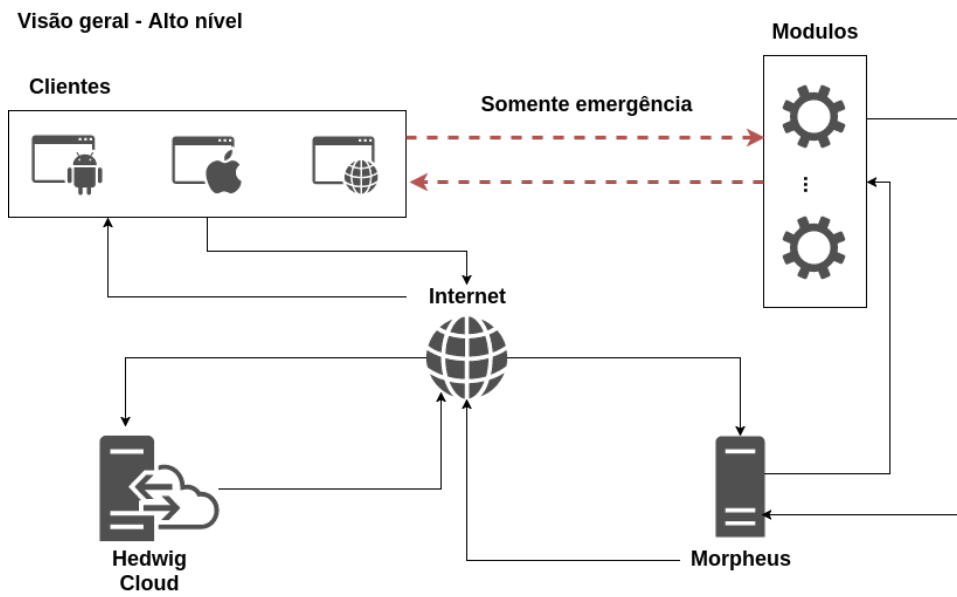 Visão geral - Alto nível
Modulos
Clientes
Somente emergência
...
Internet
Hedwig
Cloud
Morpheus